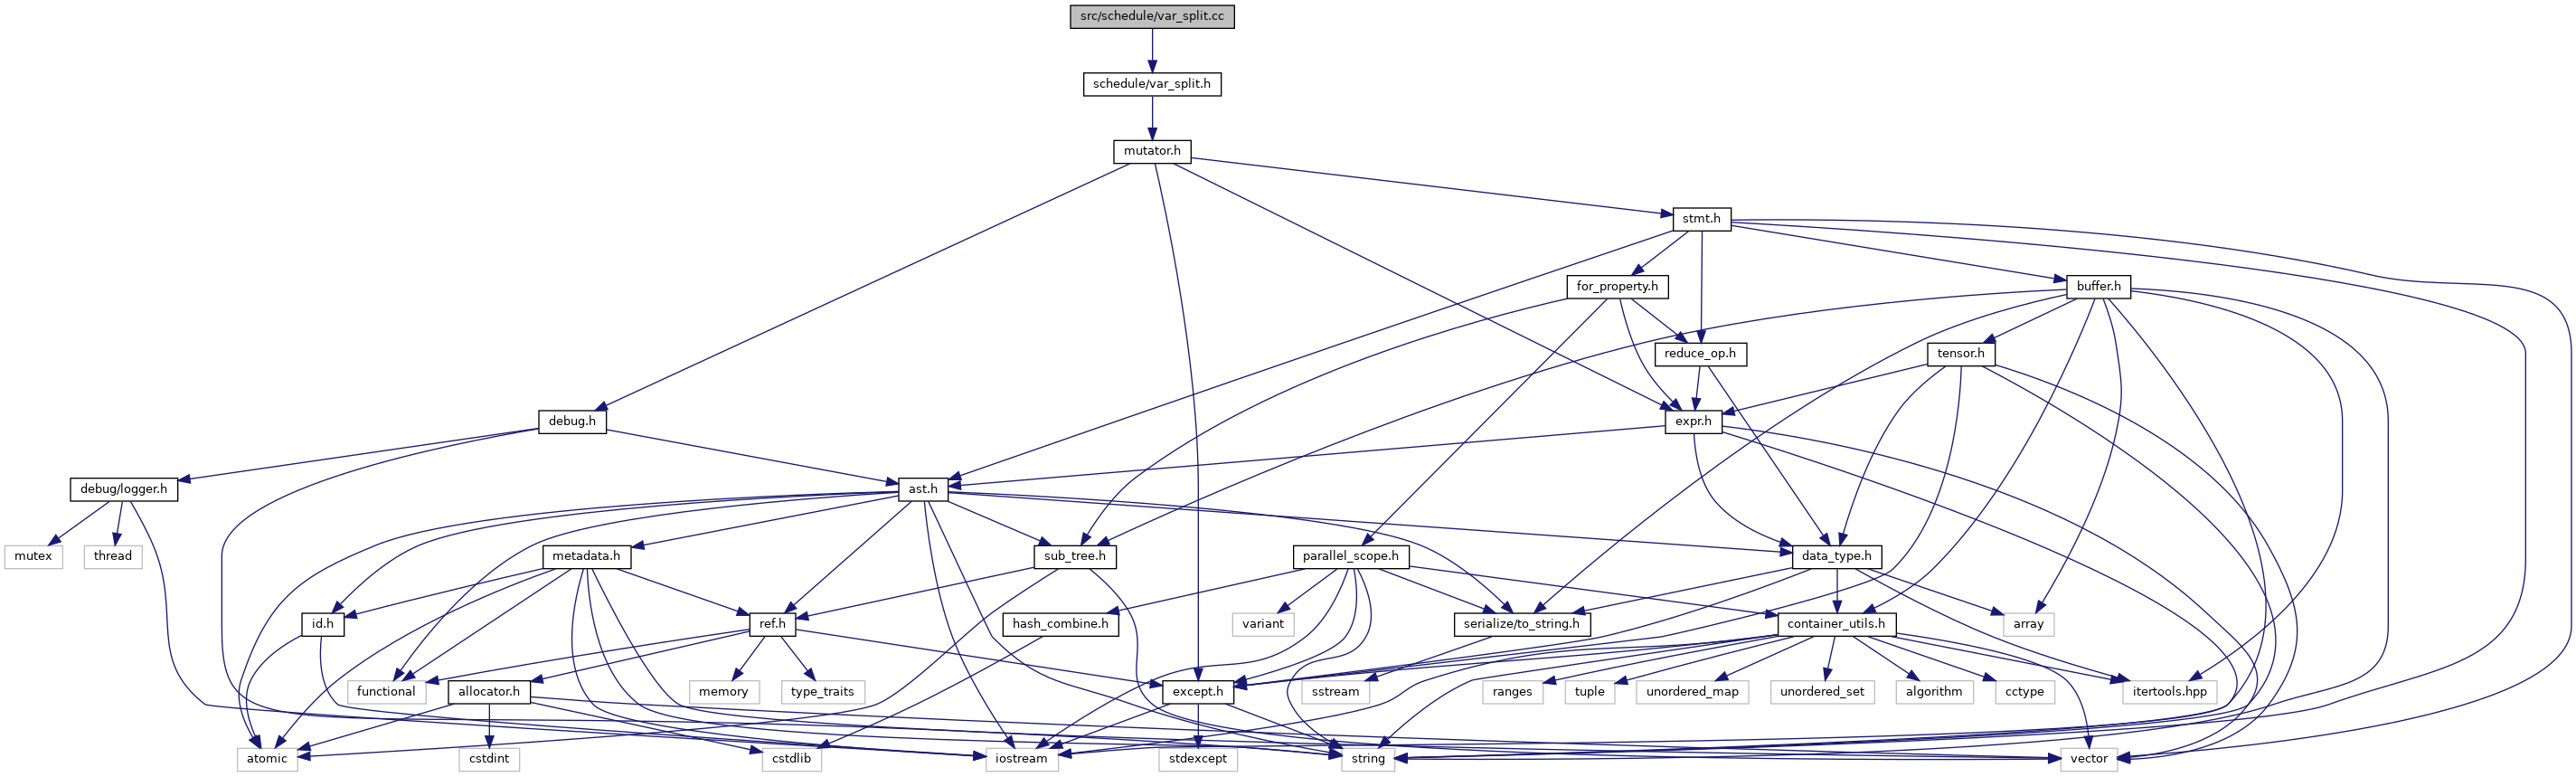 src/schedule/var_split.cc
schedule/var_split.h
mutator.h
stmt.h
for_property.h
buffer.h
reduce_op.h
tensor.h
debug.h
expr.h
debug/logger.h
ast.h
mutex
thread
metadata.h
sub_tree.h
parallel_scope.h
data_type.h
id.h
ref.h
hash_combine.h
variant
serialize/to_string.h
container_utils.h
array
functional
allocator.h
memory
type_traits
except.h
sstream
ranges
tuple
unordered_map
unordered_set
algorithm
cctype
itertools.hpp
atomic
cstdint
cstdlib
iostream
stdexcept
string
vector